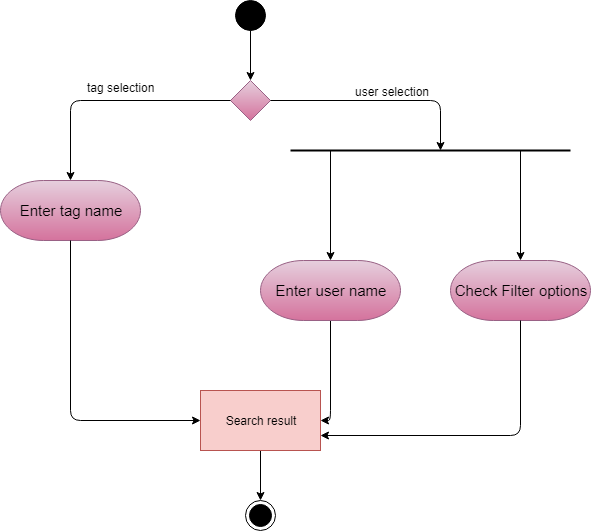 tag selection
user selection
Enter tag name
Enter user name
Check Filter options
Search result